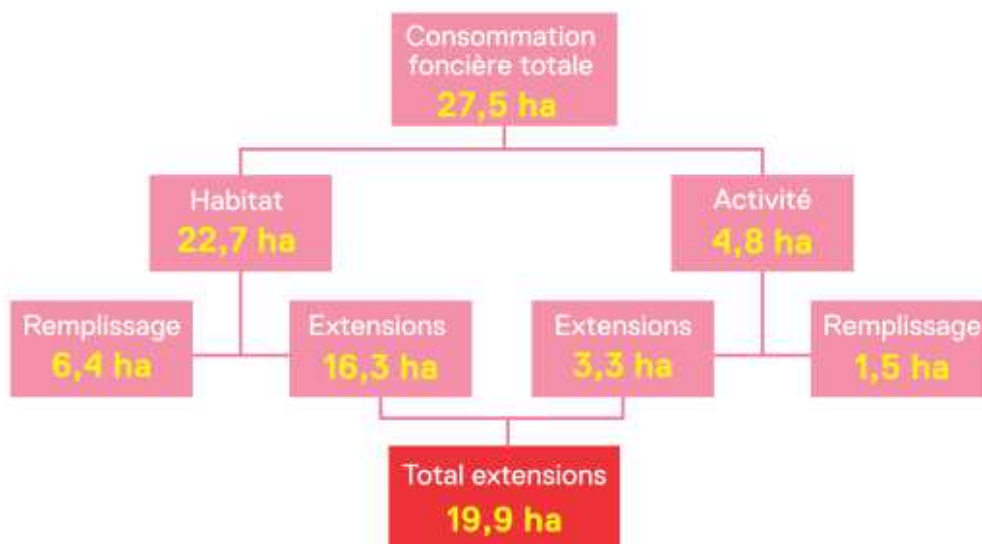 Consommation
foncière totale
27,5 ha
Habitat
22,7 ha
Activité
4,8 ha
Remplissage
6,4 ha
Extensions
16,3 ha
Extensions
3,3 ha
Remplissage
1,5 ha
Total extensions
19,9 ha